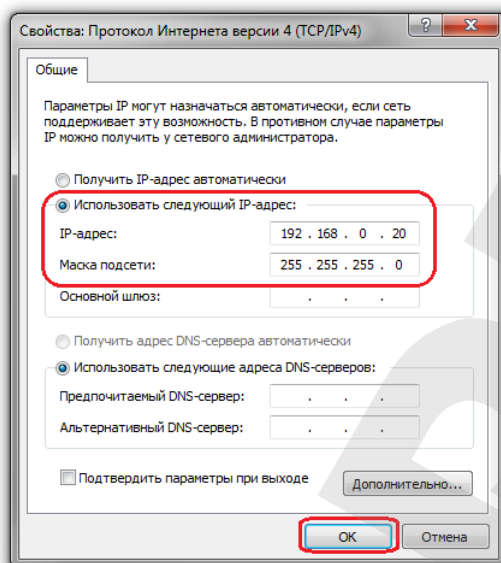 Свойства: Протокол Интернета версии 4 (TCP/IPv4)
?
Общие
Параметры IP могут назначаться автоматически, если сеть
поддерживает эту возможность. В противном случае параметры
IP можно получить у сетевого администратора.
Получить IP-адрес автоматически
Использовать следующий IP-адрес:
IP-адрес: 192 . 168 . 0 . 20
Маска подсети: 255 . 255 . 255 . 0
Основной шлюз: . . .
Получить адрес DNS-сервера автоматически
Использовать следующие адреса DNS-серверов:
Предпочитаемый DNS-сервер: . . .
Альтернативный DNS-сервер: . . .
Подтвердить параметры при выходе
Дополнительно...
ОК Отмена